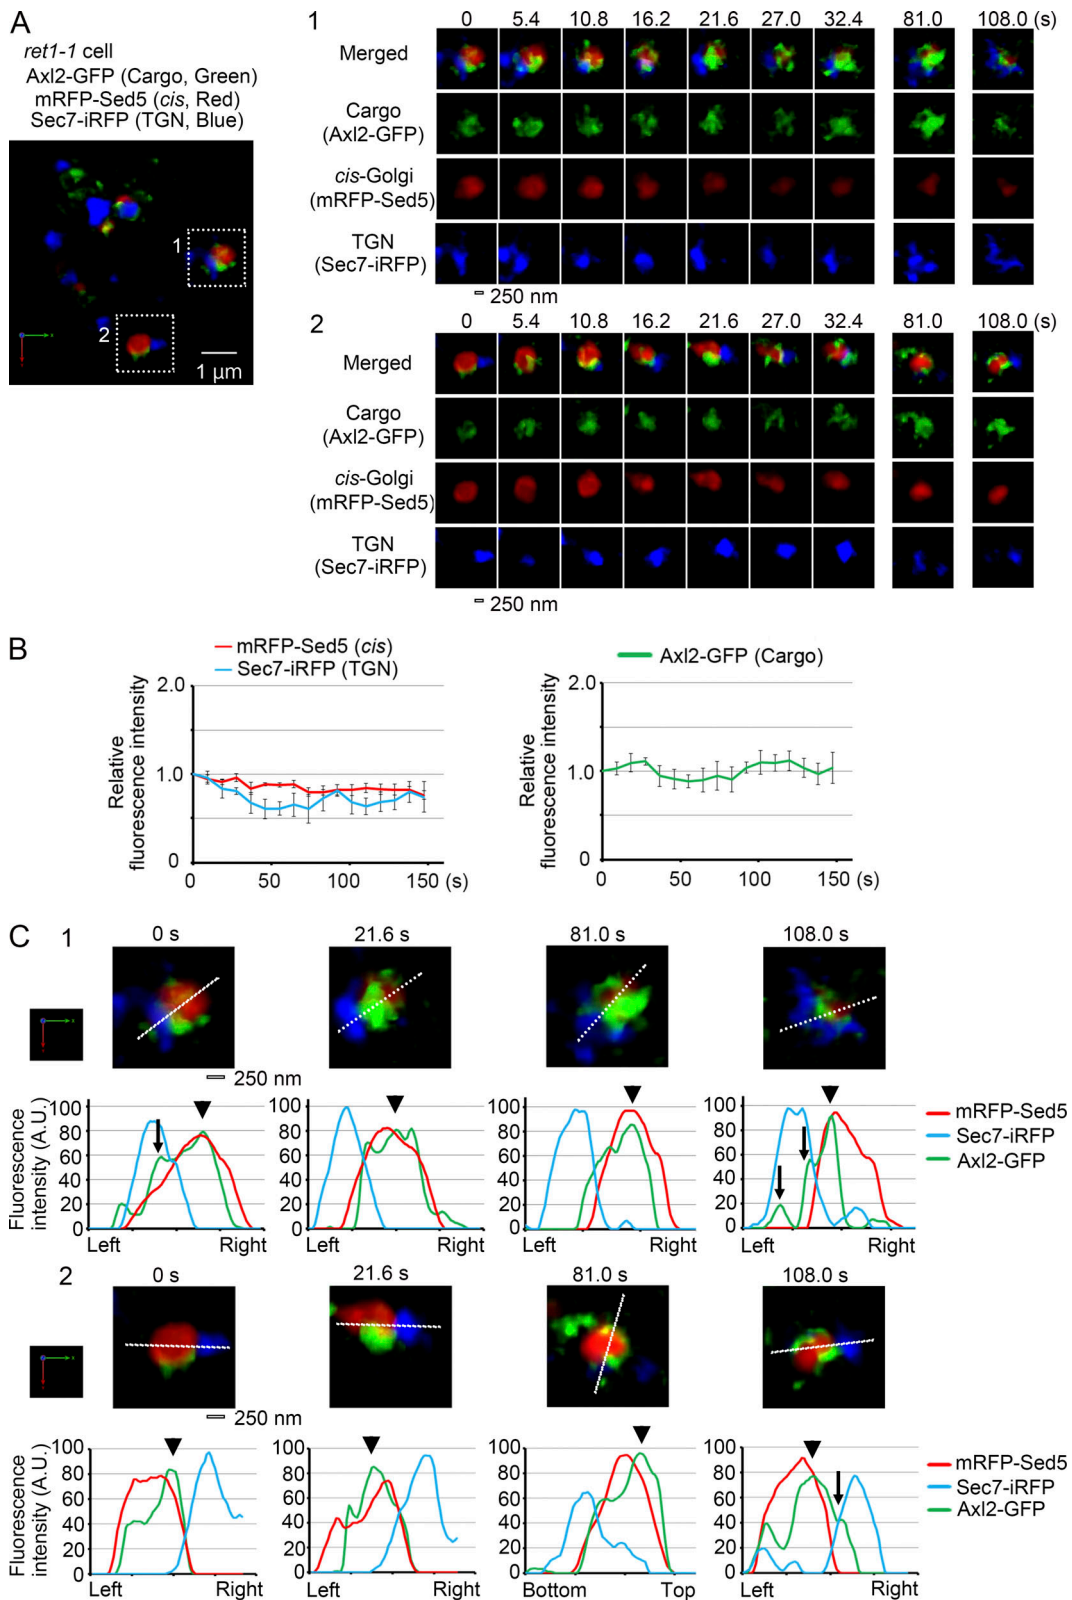 A
ret1-1 cell
Axl2-GFP (Cargo, Green)
mRFP-Sed5 (cis, Red)
Sec7-iRFP (TGN, Blue)
1
2
1 µm
1
0 5.4 10.8 16.2 21.6 27.0 32.4 81.0 108.0 (s)
Merged
Cargo
(Axl2-GFP)
cis-Golgi
(mRFP-Sed5)
TGN
(Sec7-iRFP)
250 nm
2
0 5.4 10.8 16.2 21.6 27.0 32.4 81.0 108.0 (s)
Merged
Cargo
(Axl2-GFP)
cis-Golgi
(mRFP-Sed5)
TGN
(Sec7-iRFP)
250 nm
B
mRFP-Sed5 (cis)
Sec7-iRFP (TGN)
Relative
fluorescence intensity
2.0
1.0
0
0 50 100 150 (s)
Axl2-GFP (Cargo)
Relative
fluorescence intensity
2.0
1.0
0
0 50 100 150 (s)
C
1
0 s 21.6 s 81.0 s 108.0 s
250 nm
Fluorescence
intensity (A.U.)
100
80
60
40
20
0
Left Right
100
80
60
40
20
0
Left Right
100
80
60
40
20
0
Left Right
100
80
60
40
20
0
Left Right
mRFP-Sed5
Sec7-iRFP
Axl2-GFP
2
0 s 21.6 s 81.0 s 108.0 s
250 nm
Fluorescence
intensity (A.U.)
100
80
60
40
20
0
Left Right
100
80
60
40
20
0
Left Right
100
80
60
40
20
0
Bottom Top
100
80
60
40
20
0
Left Right
mRFP-Sed5
Sec7-iRFP
Axl2-GFP